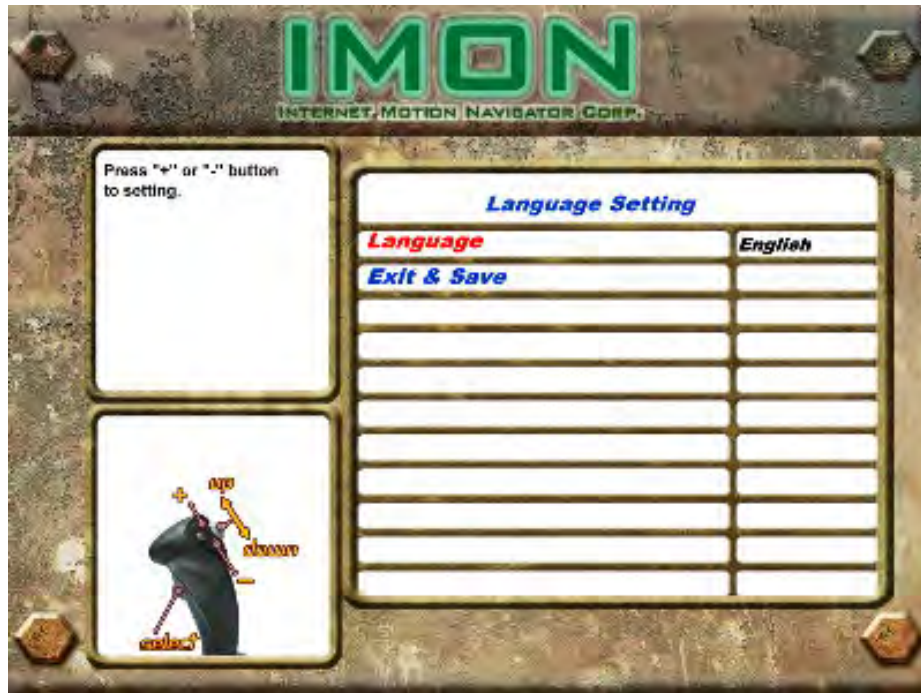 IMON
INTERNET MOTION NAVIGATOR CORP.
Press "+" or "-" button
to setting.
Language Setting
Language English
Exit & Save
+ up
down
-
select